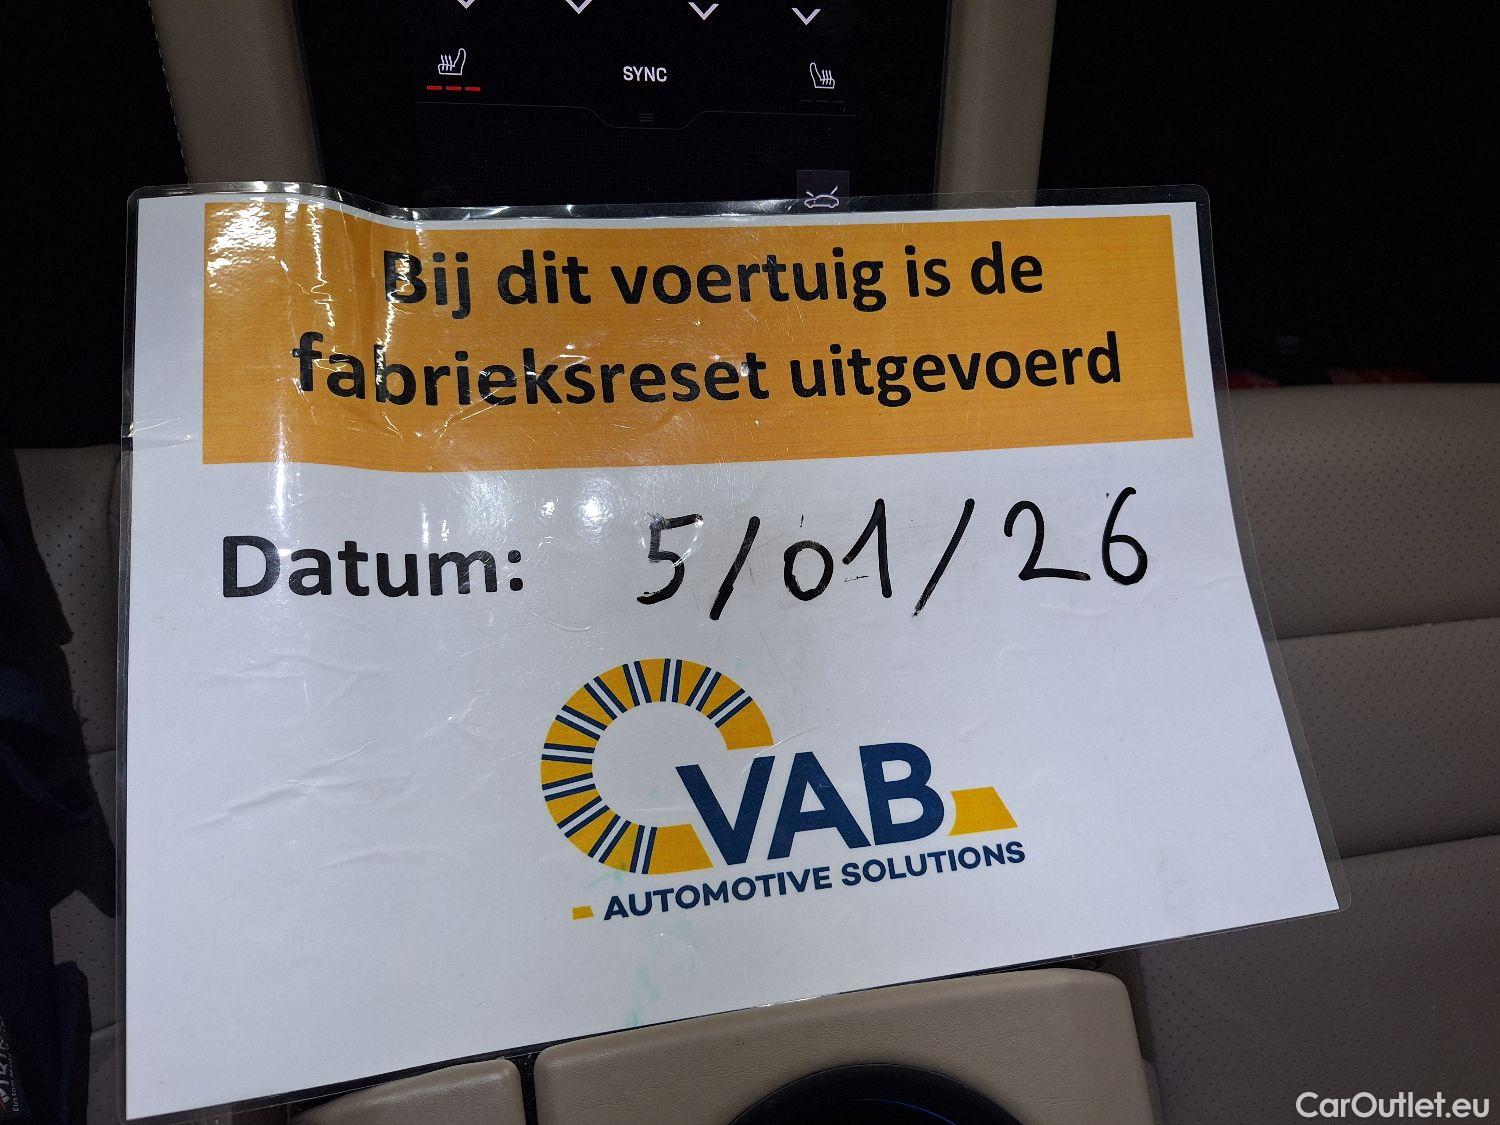 SYNC
Bij dit voertuig is de
fabrieksreset uitgevoerd
Datum: 5/01/26
VAB
AUTOMOTIVE SOLUTIONS
CarOutlet.eu